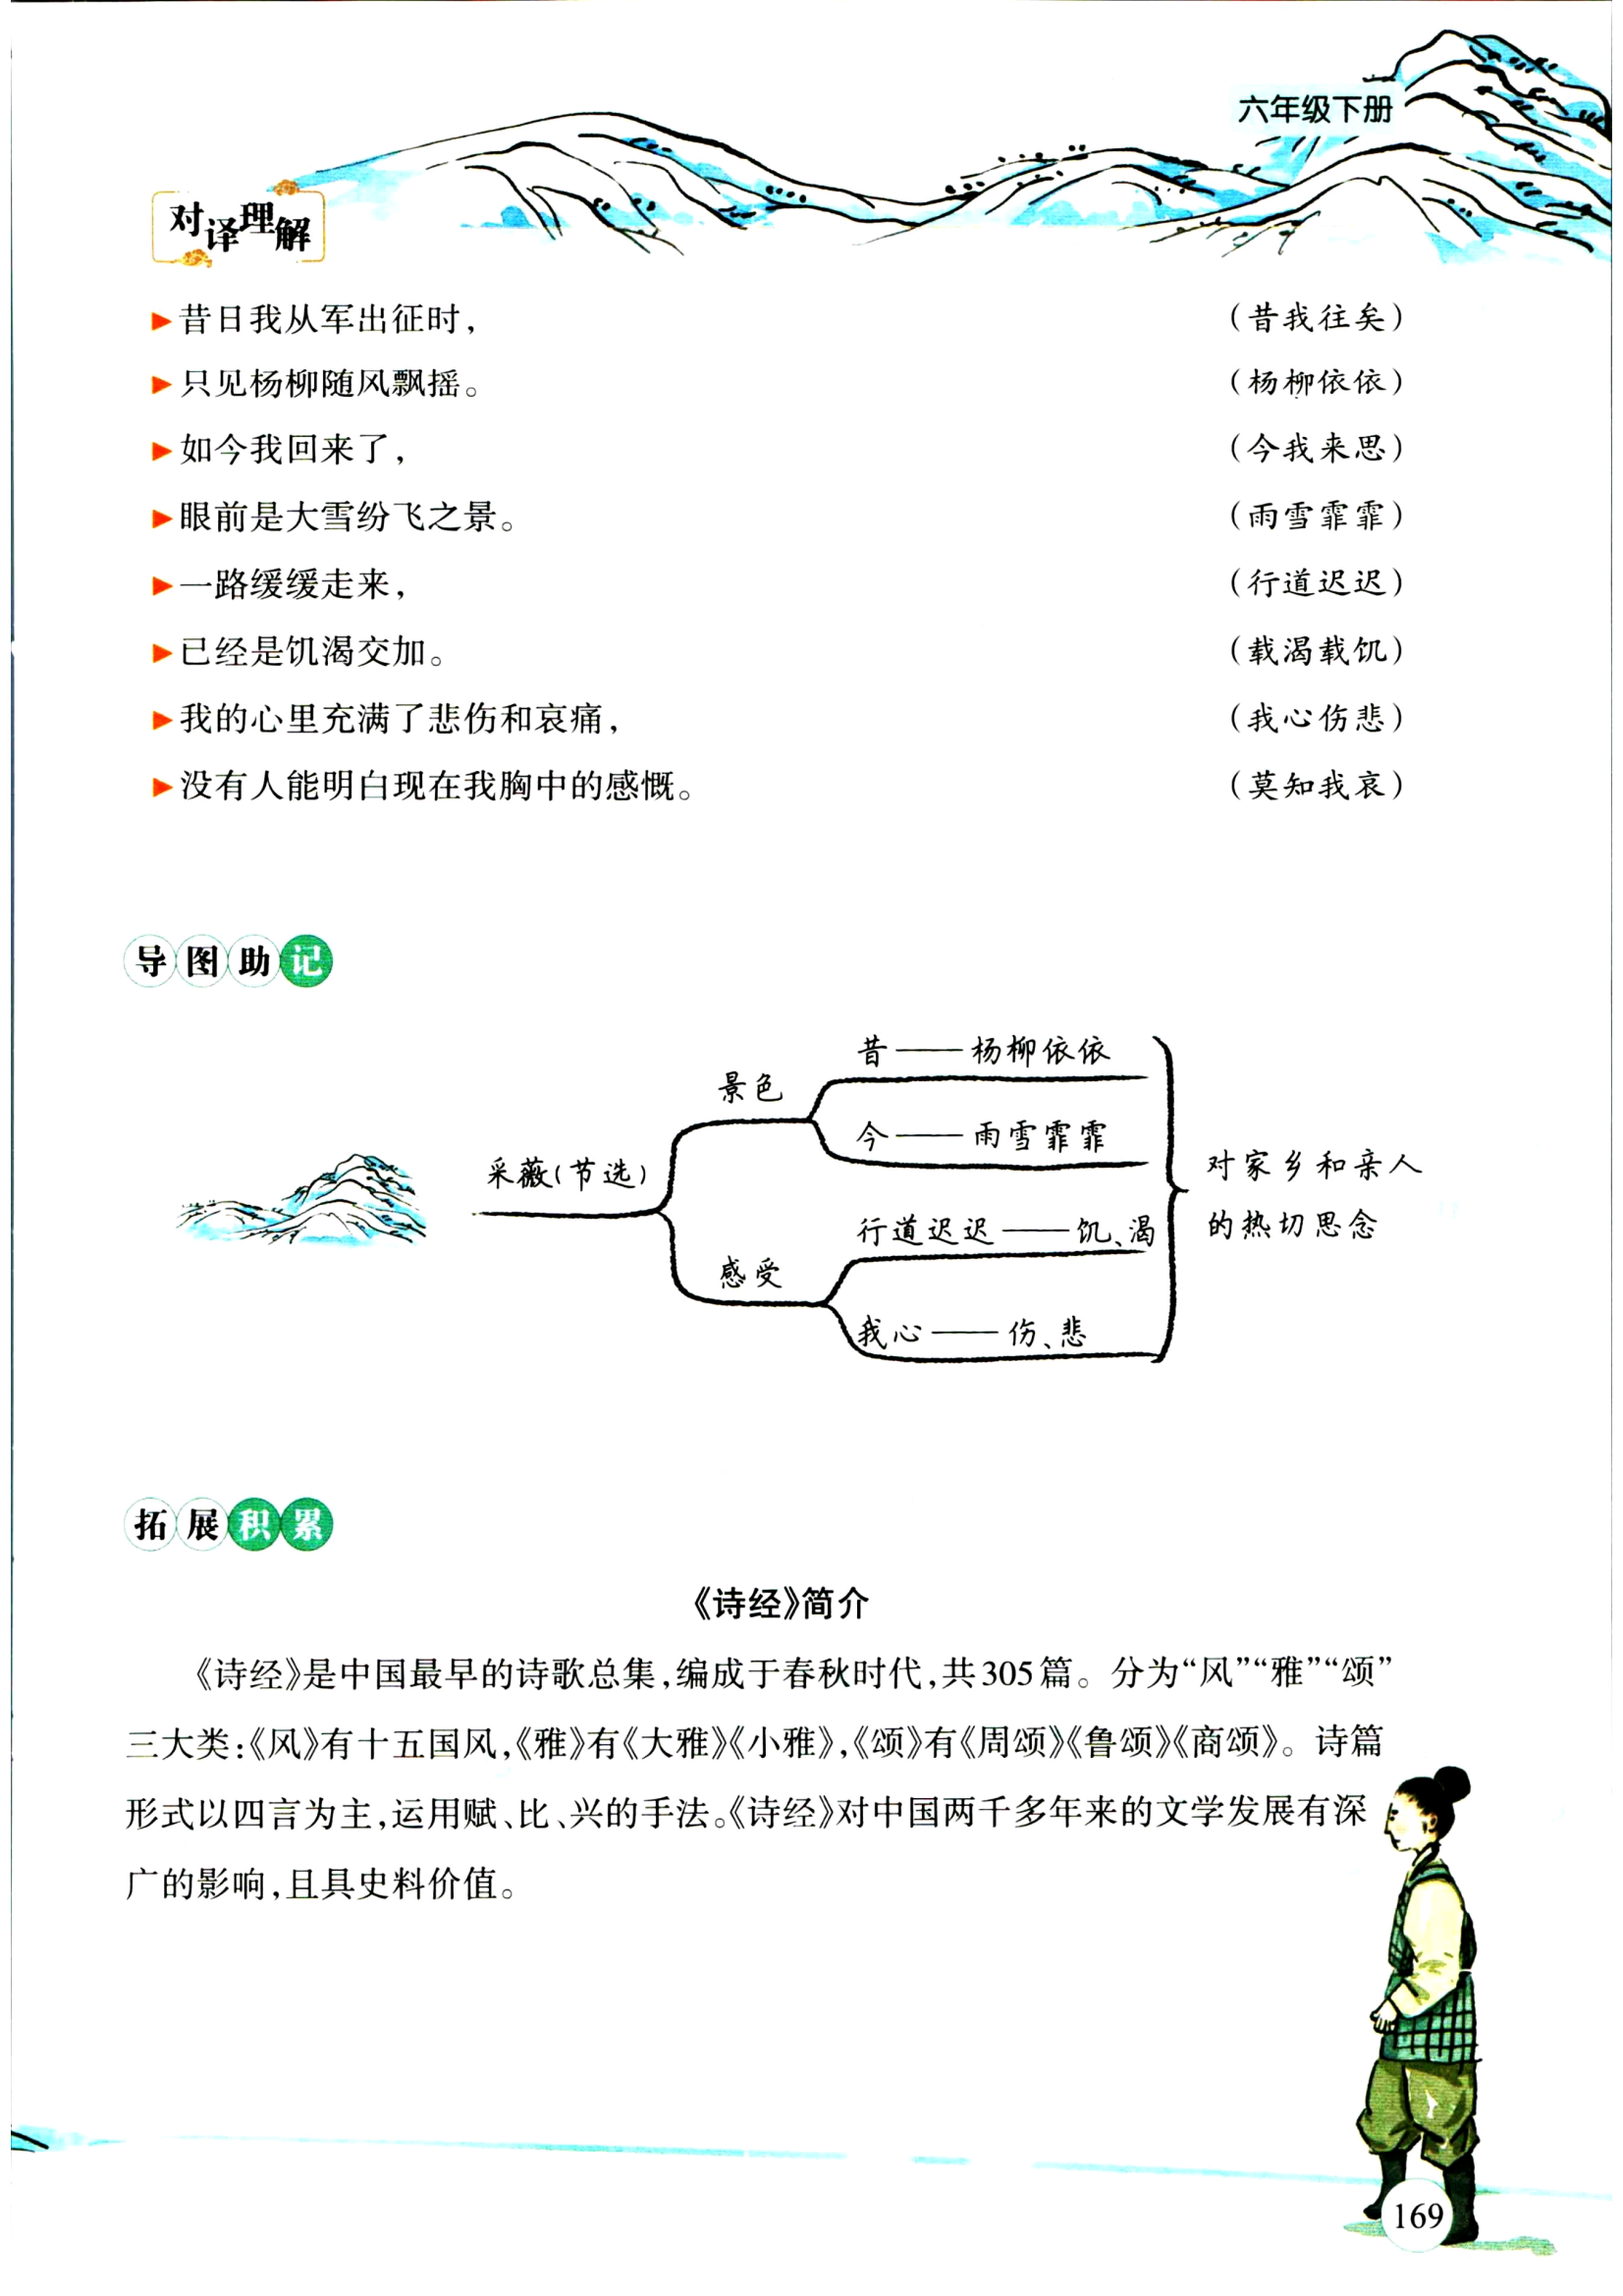 六年级下册
对译理解
昔日我从军出征时， （昔我往矣）
只见杨柳随风飘摇。 （杨柳依依）
如今我回来了， （今我来思）
眼前是大雪纷飞之景。 （雨雪霏霏）
一路缓缓走来， （行道迟迟）
已经是饥渴交加。 （载渴载饥）
我的心里充满了悲伤和哀痛， （我心伤悲）
没有人能明白现在我胸中的感慨。 （莫知我哀）
导图助记
昔——杨柳依依
景色
今——雨雪霏霏
采薇（节选）
对家乡和亲人
的热切思念
行道迟迟——饥、渴
感受
我心——伤、悲
拓展积累
《诗经》简介
《诗经》是中国最早的诗歌总集，编成于春秋时代，共305篇。分为“风”“雅”“颂”
三大类：《风》有十五国风，《雅》有《大雅》《小雅》，《颂》有《周颂》《鲁颂》《商颂》。诗篇
形式以四言为主，运用赋、比、兴的手法。《诗经》对中国两千多年来的文学发展有深
广的影响，且具史料价值。
169